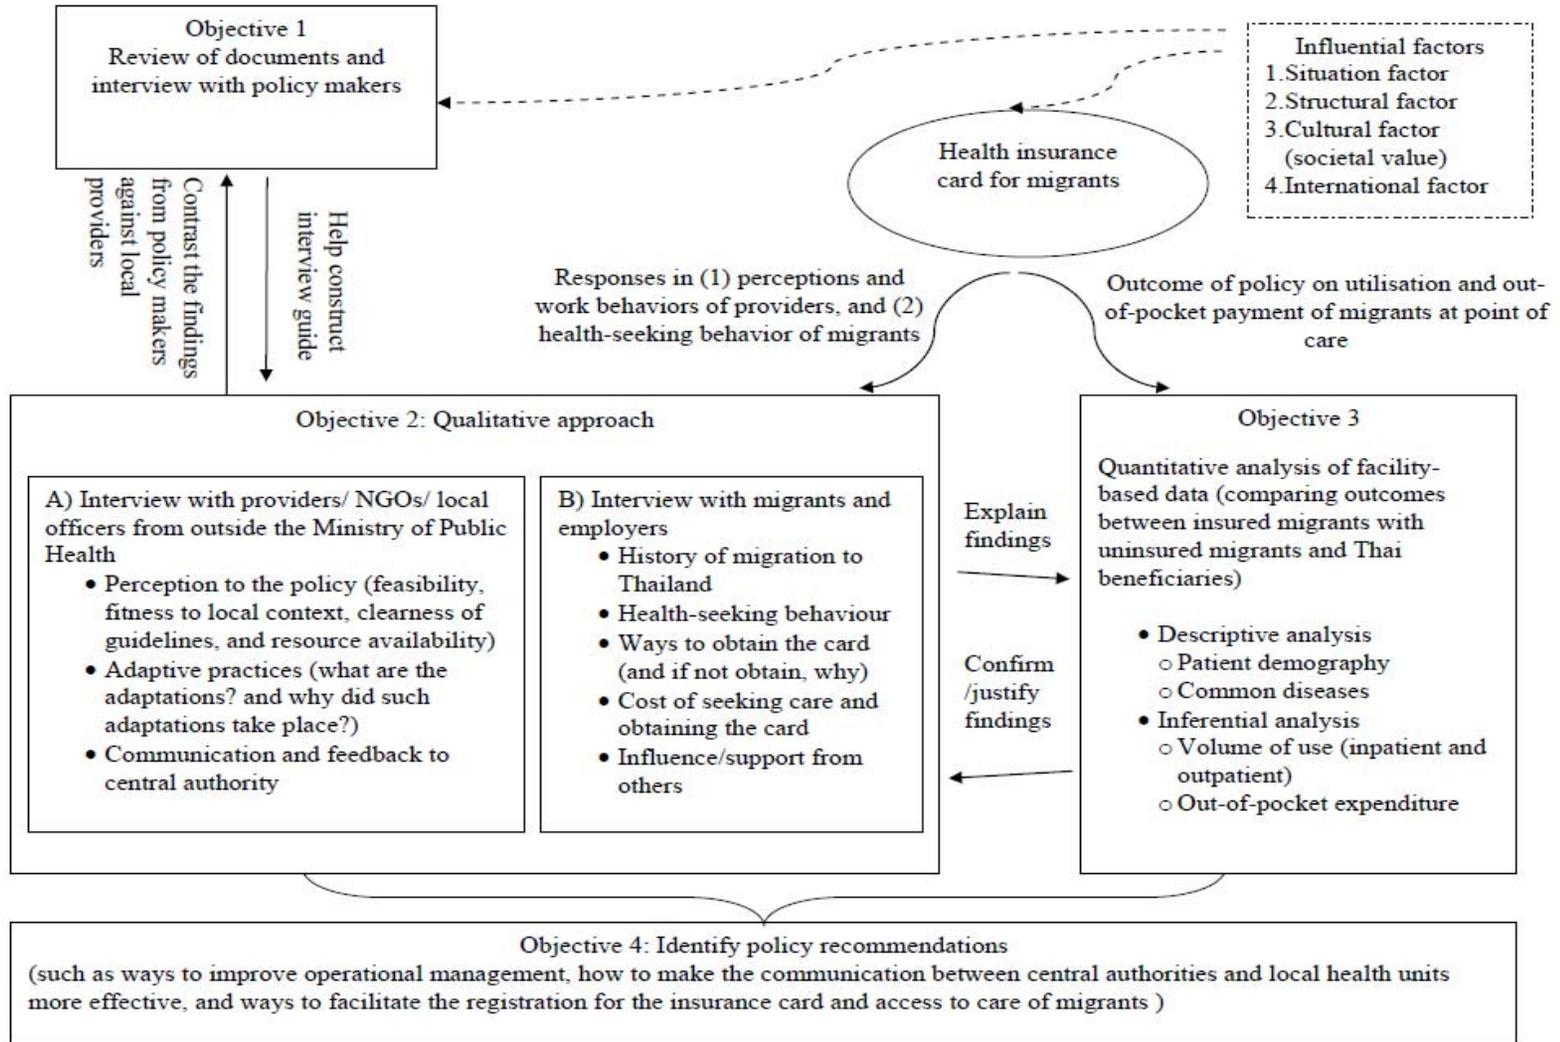 Objective 1
Review of documents and
interview with policy makers
Influential factors
1.Situation factor
2.Structural factor
3.Cultural factor
(societal value)
4.International factor
Health insurance
card for migrants
Contrast the findings
from policy makers
against local
providers
Help construct
interview guide
Responses in (1) perceptions and
work behaviors of providers, and (2)
health-seeking behavior of migrants
Outcome of policy on utilisation and out-
of-pocket payment of migrants at point of
care
Objective 2: Qualitative approach
A) Interview with providers/ NGOs/ local
officers from outside the Ministry of Public
Health
• Perception to the policy (feasibility,
fitness to local context, clearness of
guidelines, and resource availability)
• Adaptive practices (what are the
adaptations? and why did such
adaptations take place?)
• Communication and feedback to
central authority
B) Interview with migrants and
employers
• History of migration to
Thailand
• Health-seeking behaviour
• Ways to obtain the card
(and if not obtain, why)
• Cost of seeking care and
obtaining the card
• Influence/support from
others
Explain
findings
Confirm
/justify
findings
Objective 3
Quantitative analysis of facility-
based data (comparing outcomes
between insured migrants with
uninsured migrants and Thai
beneficiaries)
• Descriptive analysis
o Patient demography
o Common diseases
• Inferential analysis
o Volume of use (inpatient and
outpatient)
o Out-of-pocket expenditure
Objective 4: Identify policy recommendations
(such as ways to improve operational management, how to make the communication between central authorities and local health units
more effective, and ways to facilitate the registration for the insurance card and access to care of migrants )